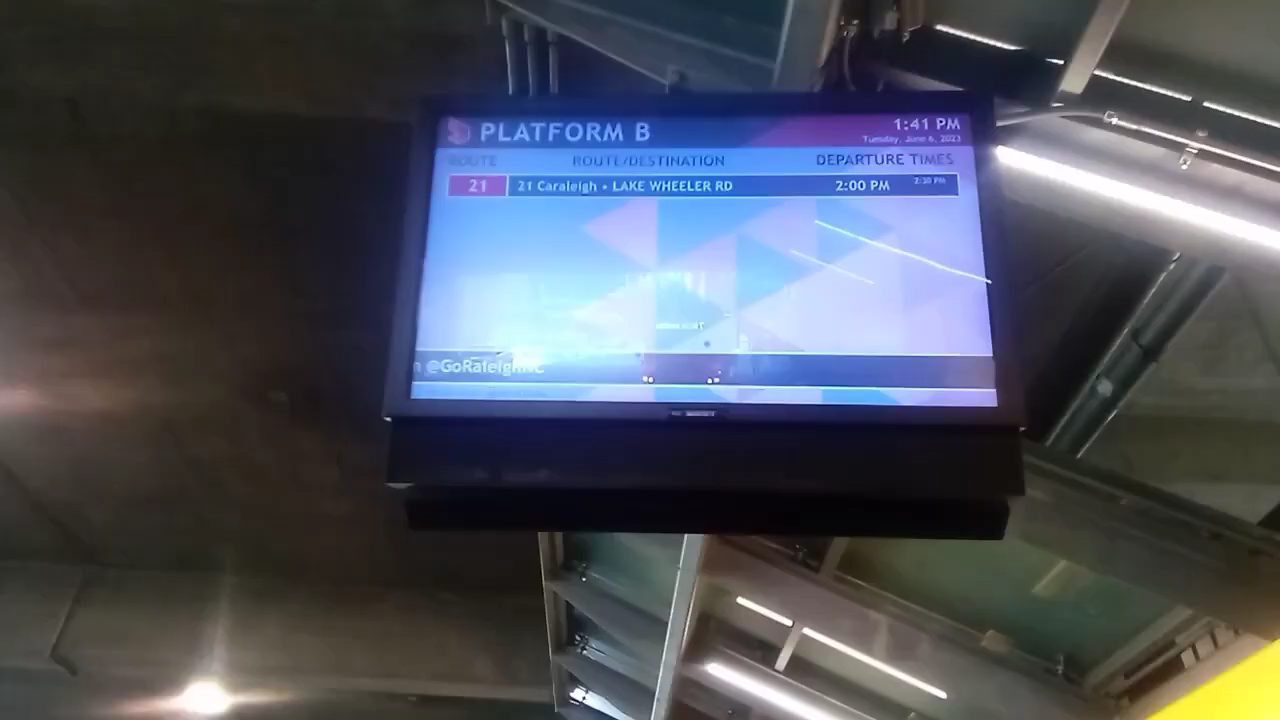 PLATFORM B
1:41 PM
Tuesday, June 6, 2023
ROUTE ROUTE/DESTINATION DEPARTURE TIMES
21 21 Caraleigh • LAKE WHEELER RD 2:00 PM 2:30 PM
@GoRaleighNC